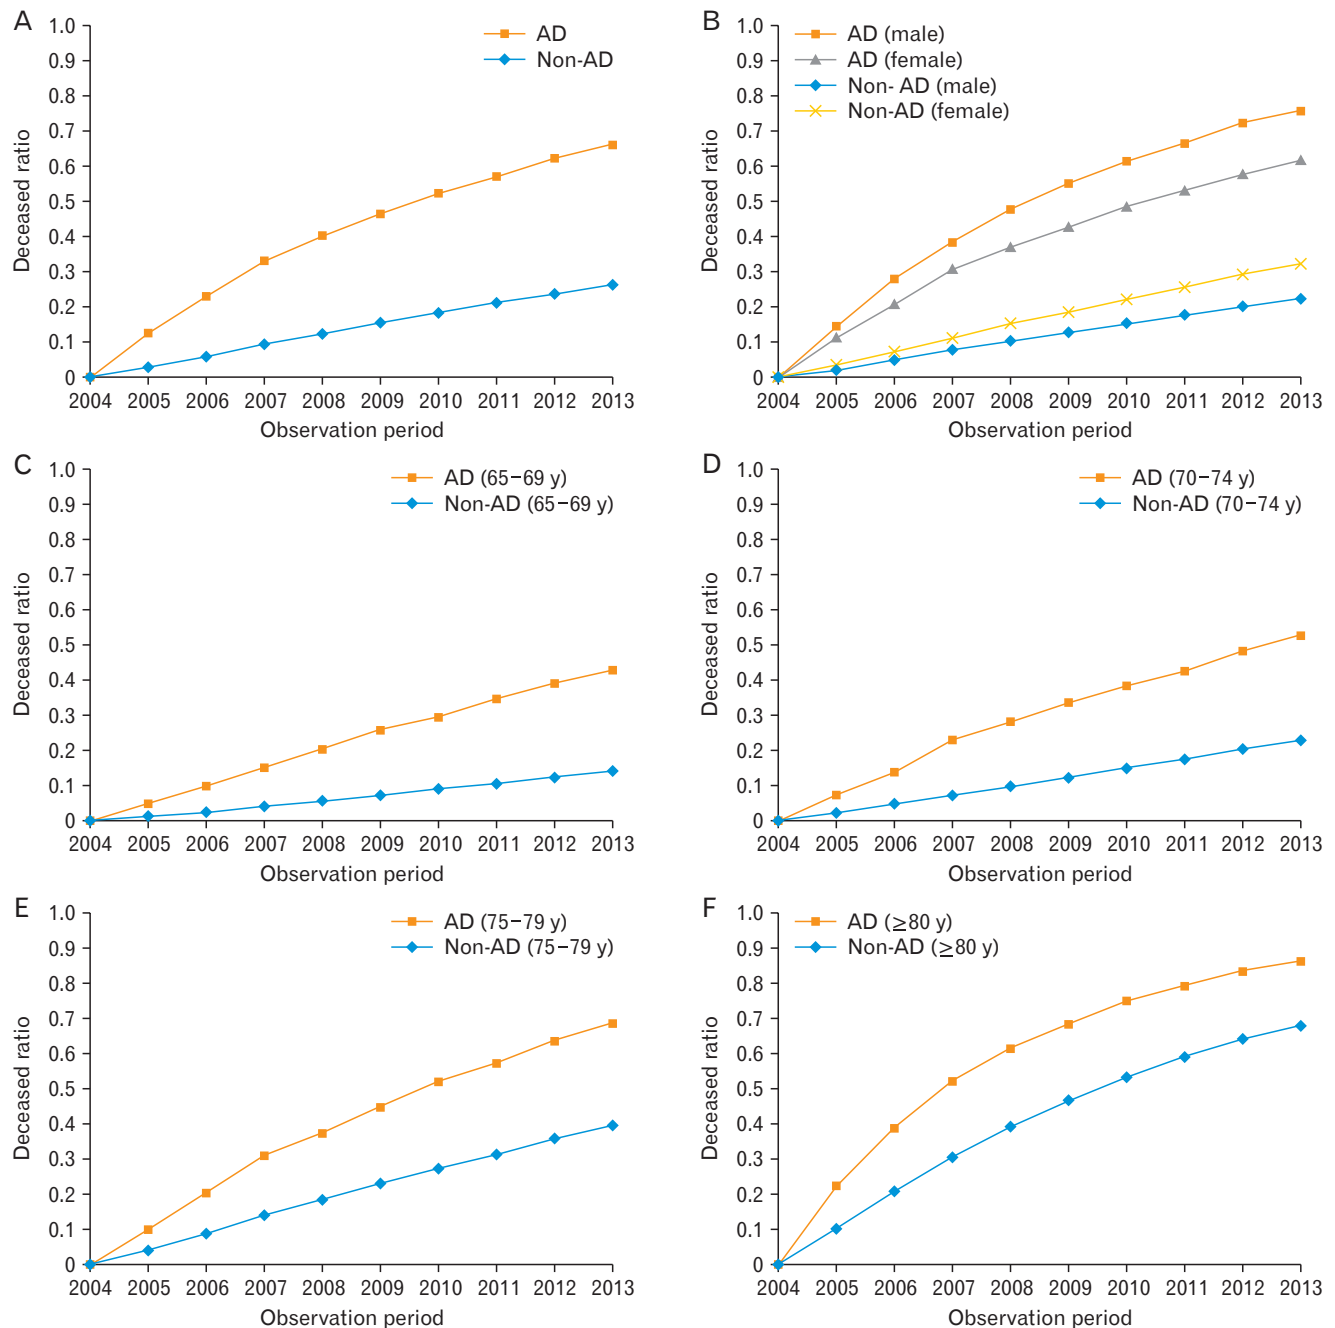 A
AD
Non-AD
1.0
0.9
0.8
0.7
0.6
0.5
0.4
0.3
0.2
0.1
0
Deceased ratio
2004 2005 2006 2007 2008 2009 2010 2011 2012 2013
Observation period
B
AD (male)
AD (female)
Non- AD (male)
Non-AD (female)
1.0
0.9
0.8
0.7
0.6
0.5
0.4
0.3
0.2
0.1
0
Deceased ratio
2004 2005 2006 2007 2008 2009 2010 2011 2012 2013
Observation period
C
AD (65–69 y)
Non-AD (65–69 y)
1.0
0.9
0.8
0.7
0.6
0.5
0.4
0.3
0.2
0.1
0
Deceased ratio
2004 2005 2006 2007 2008 2009 2010 2011 2012 2013
Observation period
D
AD (70–74 y)
Non-AD (70–74 y)
1.0
0.9
0.8
0.7
0.6
0.5
0.4
0.3
0.2
0.1
0
Deceased ratio
2004 2005 2006 2007 2008 2009 2010 2011 2012 2013
Observation period
E
AD (75–79 y)
Non-AD (75–79 y)
1.0
0.9
0.8
0.7
0.6
0.5
0.4
0.3
0.2
0.1
0
Deceased ratio
2004 2005 2006 2007 2008 2009 2010 2011 2012 2013
Observation period
F
AD (≥80 y)
Non-AD (≥80 y)
1.0
0.9
0.8
0.7
0.6
0.5
0.4
0.3
0.2
0.1
0
Deceased ratio
2004 2005 2006 2007 2008 2009 2010 2011 2012 2013
Observation period